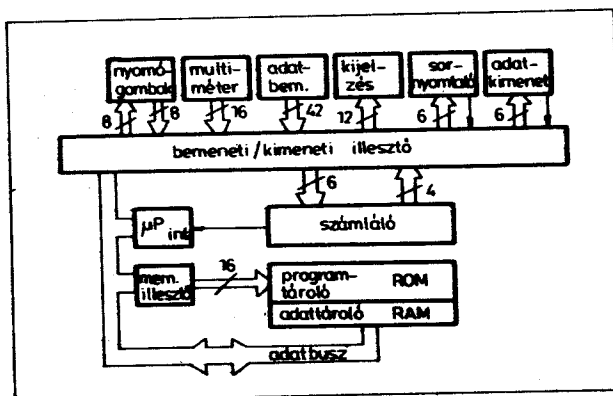 nyomó-
gombok
multi-
méter
adat-
bem.
kijel-
zés
sor-
nyomtató
adat-
kimenet
8
8
16
42
12
6
6
bemeneti/kimeneti illesztő
6
4
µP
int
számláló
mem.
illesztő
16
program-
tároló
ROM
adattároló RAM
adatbusz